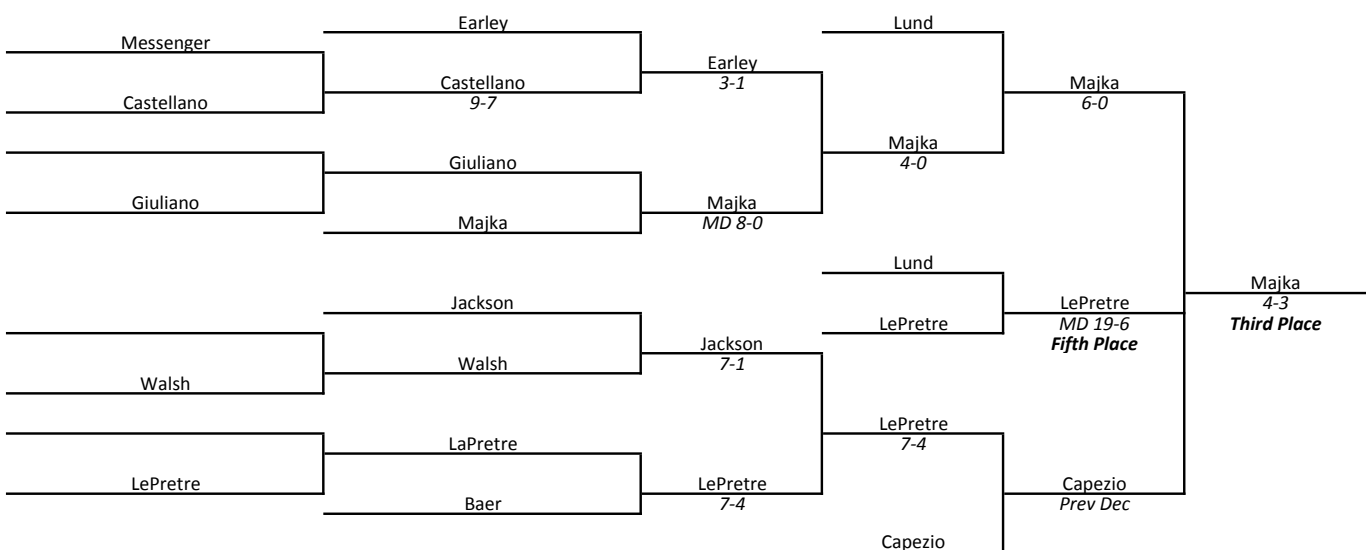 Earley
Lund
Messenger
Earley
3-1
Castellano
9-7
Majka
6-0
Castellano
Majka
4-0
Giuliano
Giuliano
Majka
MD 8-0
Majka
Lund
Majka
4-3
Third Place
Jackson
LePretre
MD 19-6
Fifth Place
LePretre
Jackson
7-1
Walsh
Walsh
LePretre
7-4
LaPretre
LePretre
LePretre
7-4
Capezio
Prev Dec
Baer
Capezio